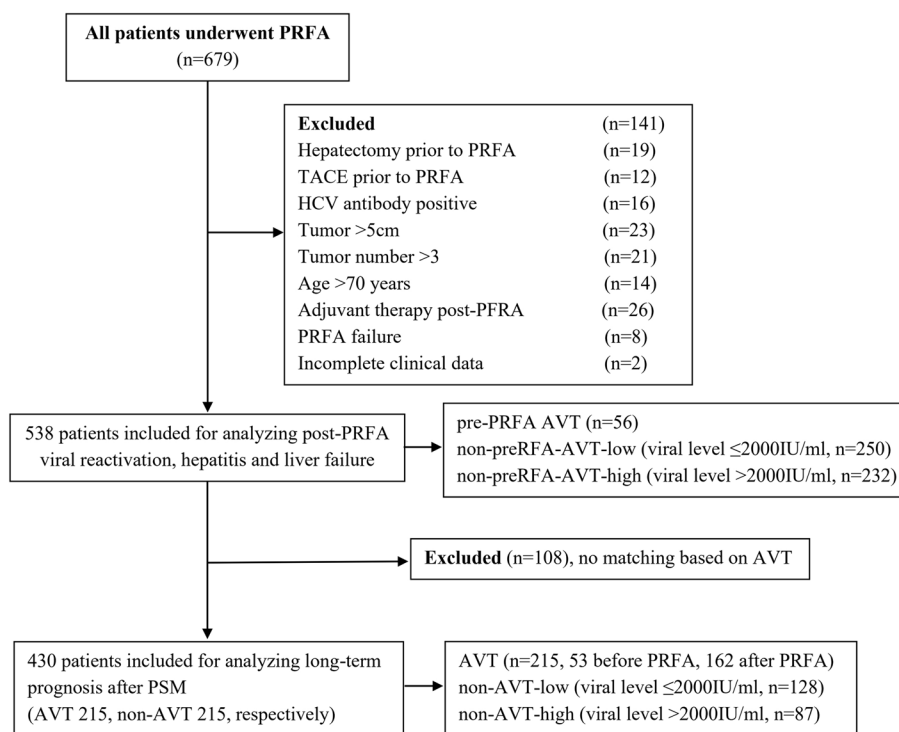 All patients underwent PRFA
(n=679)
Excluded (n=141)
Hepatectomy prior to PRFA (n=19)
TACE prior to PRFA (n=12)
HCV antibody positive (n=16)
Tumor >5cm (n=23)
Tumor number >3 (n=21)
Age >70 years (n=14)
Adjuvant therapy post-PFRA (n=26)
PRFA failure (n=8)
Incomplete clinical data (n=2)
538 patients included for analyzing post-PRFA
viral reactivation, hepatitis and liver failure
pre-PRFA AVT (n=56)
non-preRFA-AVT-low (viral level ≤2000IU/ml, n=250)
non-preRFA-AVT-high (viral level >2000IU/ml, n=232)
Excluded (n=108), no matching based on AVT
430 patients included for analyzing long-term
prognosis after PSM
(AVT 215, non-AVT 215, respectively)
AVT (n=215, 53 before PRFA, 162 after PRFA)
non-AVT-low (viral level ≤2000IU/ml, n=128)
non-AVT-high (viral level >2000IU/ml, n=87)